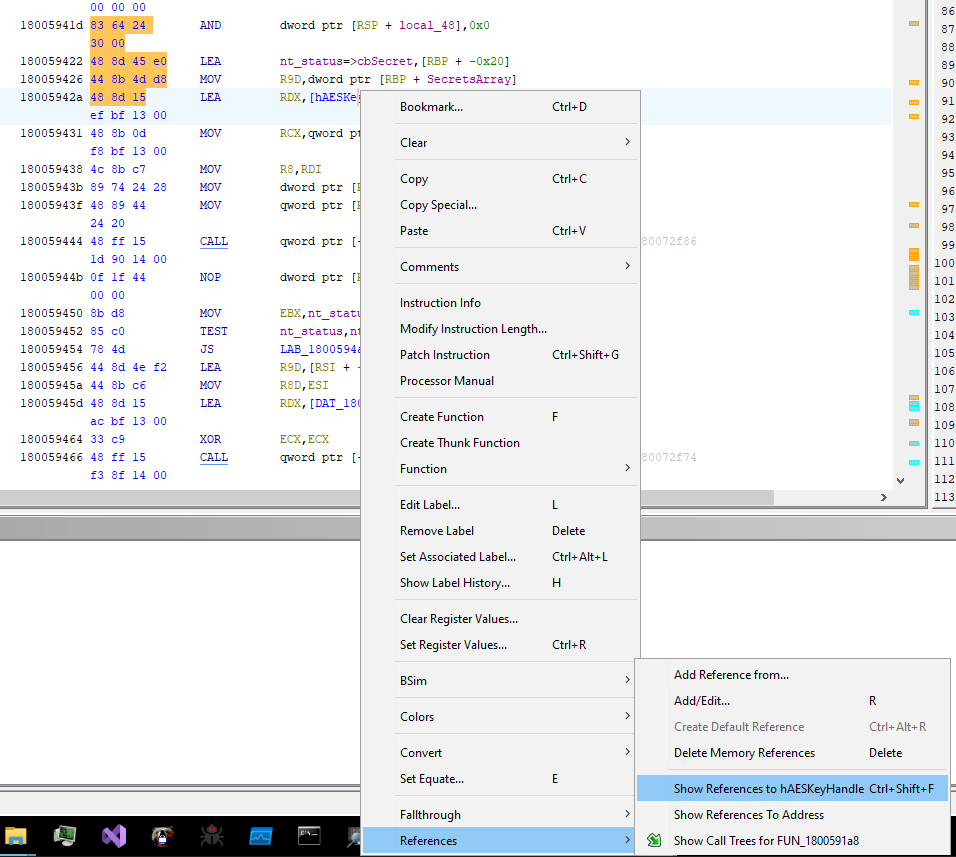 00 00
18005941d 83 64 24 AND dword ptr [RSP + local_48],0x0
30 00
180059422 48 8d 45 e0 LEA nt_status=>cbSecret,[RBP + -0x20]
180059426 44 8b 4d d8 MOV R9D,dword ptr [RBP + SecretsArray]
18005942a 48 8d 15 LEA RDX,[hAESKe
ef bf 13 00
180059431 48 8b 0d MOV RCX,qword pt
f8 bf 13 00
180059438 4c 8b c7 MOV R8,RDI
18005943b 89 74 24 28 MOV dword ptr [
18005943f 48 89 44 MOV qword ptr [
24 20
180059444 48 ff 15 CALL qword ptr [- 80072f86
1d 90 14 00
18005944b 0f 1f 44 NOP dword ptr [
00 00
180059450 8b d8 MOV EBX,nt_statu
180059452 85 c0 TEST nt_status,nt
180059454 78 4d JS LAB_1800594a
180059456 44 8d 4e f2 LEA R9D,[RSI + -
18005945a 44 8b c6 MOV R8D,ESI
18005945d 48 8d 15 LEA RDX,[DAT_180
ac bf 13 00
180059464 33 c9 XOR ECX,ECX
180059466 48 ff 15 CALL qword ptr [- 80072f74
f3 8f 14 00
86
87
88
89
90
91
92
93
94
95
96
97
98
99
100
101
102
103
104
105
106
107
108
109
110
111
112
113
Bookmark... Ctrl+D
Clear
Copy Ctrl+C
Copy Special...
Paste Ctrl+V
Comments
Instruction Info
Modify Instruction Length...
Patch Instruction Ctrl+Shift+G
Processor Manual
Create Function F
Create Thunk Function
Function
Edit Label... L
Remove Label Delete
Set Associated Label... Ctrl+Alt+L
Show Label History... H
Clear Register Values...
Set Register Values... Ctrl+R
BSim
Colors
Convert
Set Equate... E
Fallthrough
References
Add Reference from...
Add/Edit... R
Create Default Reference Ctrl+Alt+R
Delete Memory References Delete
Show References to hAESKeyHandle Ctrl+Shift+F
Show References To Address
Show Call Trees for FUN_1800591a8